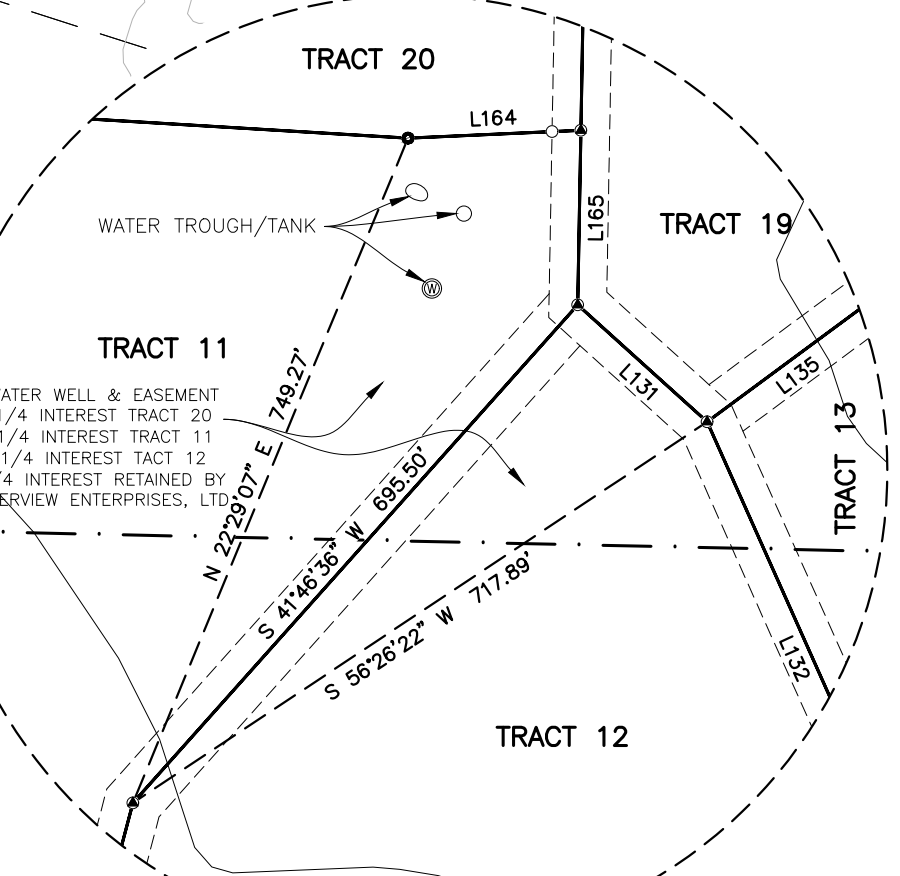 TRACT 20
L164
L165
WATER TROUGH/TANK
TRACT 19
TRACT 11
N 22°29'07" E 749.27'
ATER WELL & EASEMENT
1/4 INTEREST TRACT 20
1/4 INTEREST TRACT 11
1/4 INTEREST TACT 12
/4 INTEREST RETAINED BY
ERVIEW ENTERPRISES, LTD
W
L131
L135
TRACT 13
S 41°46'36" W 695.50'
S 56°26'22" W 717.89'
L132
TRACT 12